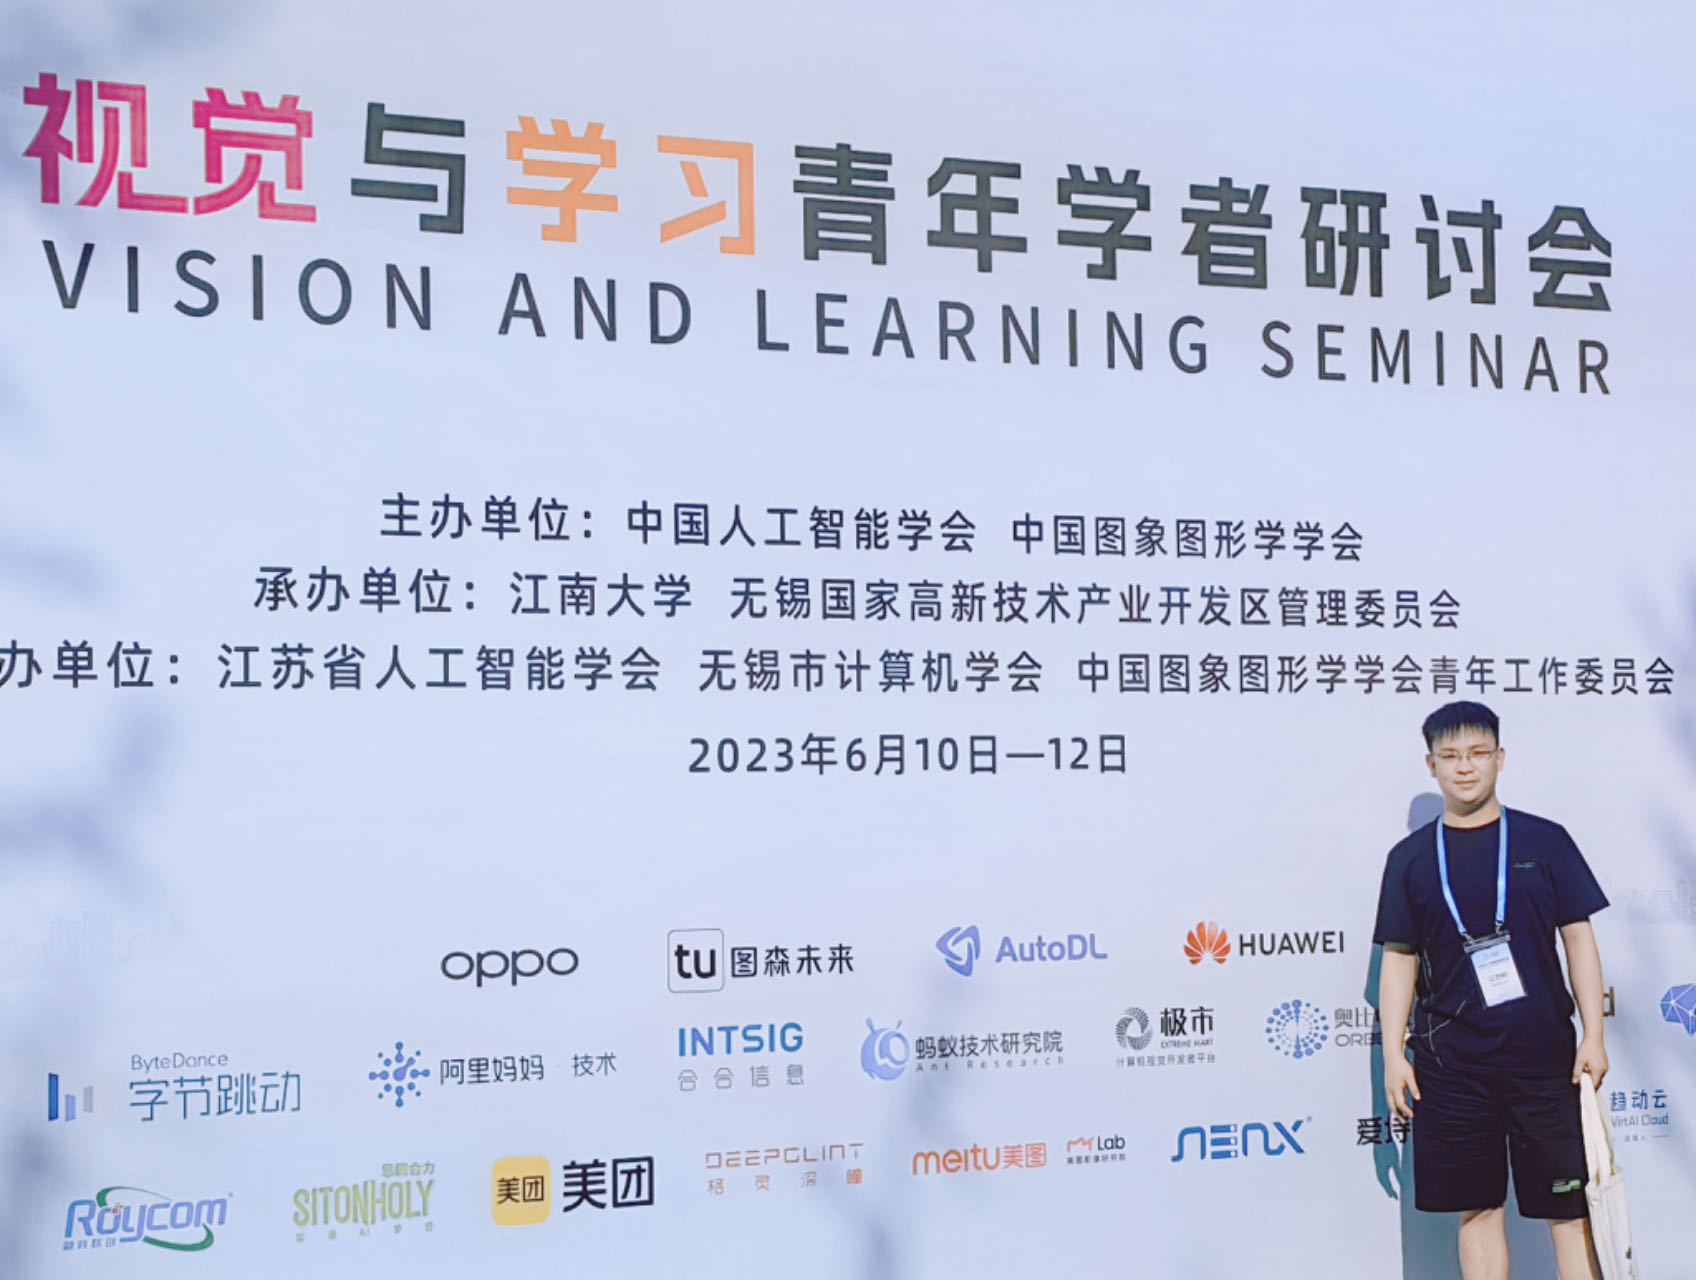 视觉与学习青年学者研讨会
VISION AND LEARNING SEMINAR
主办单位：中国人工智能学会 中国图象图形学学会
承办单位：江南大学 无锡国家高新技术产业开发区管理委员会
办单位：江苏省人工智能学会 无锡市计算机学会 中国图象图形学学会青年工作委员会
2023年6月10日—12日
oppo tu 图森未来 AutoDL HUAWEI
ByteDance
字节跳动
阿里妈妈·技术
INTSIG
合合信息
蚂蚁技术研究院
Ant Research
极市
EXTREME MART
计算机视觉开发者平台
奥比
ORB
d
Roycom
思腾合力
SITONHOLY
美团 美团
DEEPGLINT
格灵深瞳
meitu美图
Lab
美图影像研究院
爱诗
趋动云
VirtAI Cloud